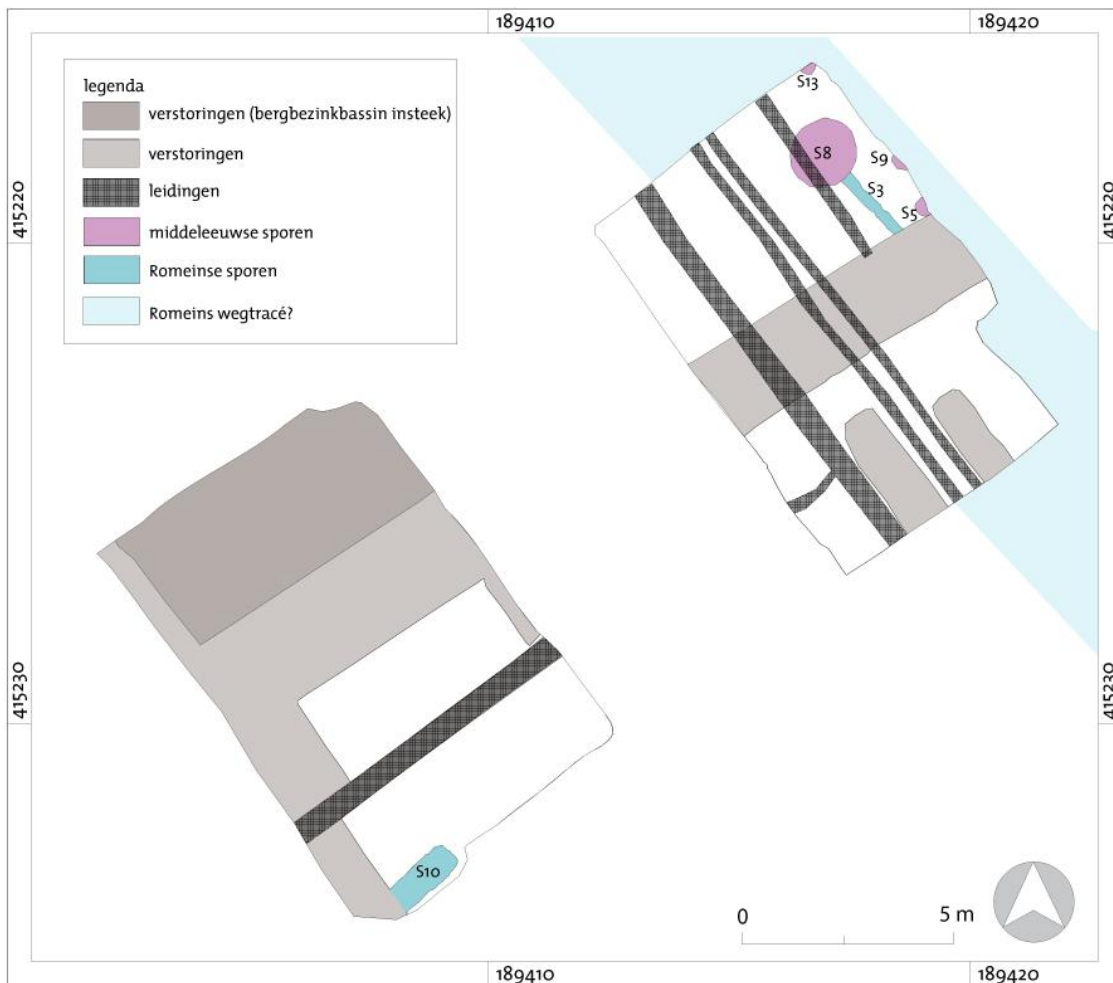 189410
189420
legenda
verstoringen (bergbezinkbassin insteek)
verstoringen
leidingen
middeleeuwse sporen
Romeinse sporen
Romeins wegtracé?
S13
S8
S9
S3
S5
415220
415220
415230
415230
S10
0
5 m
189410
189420